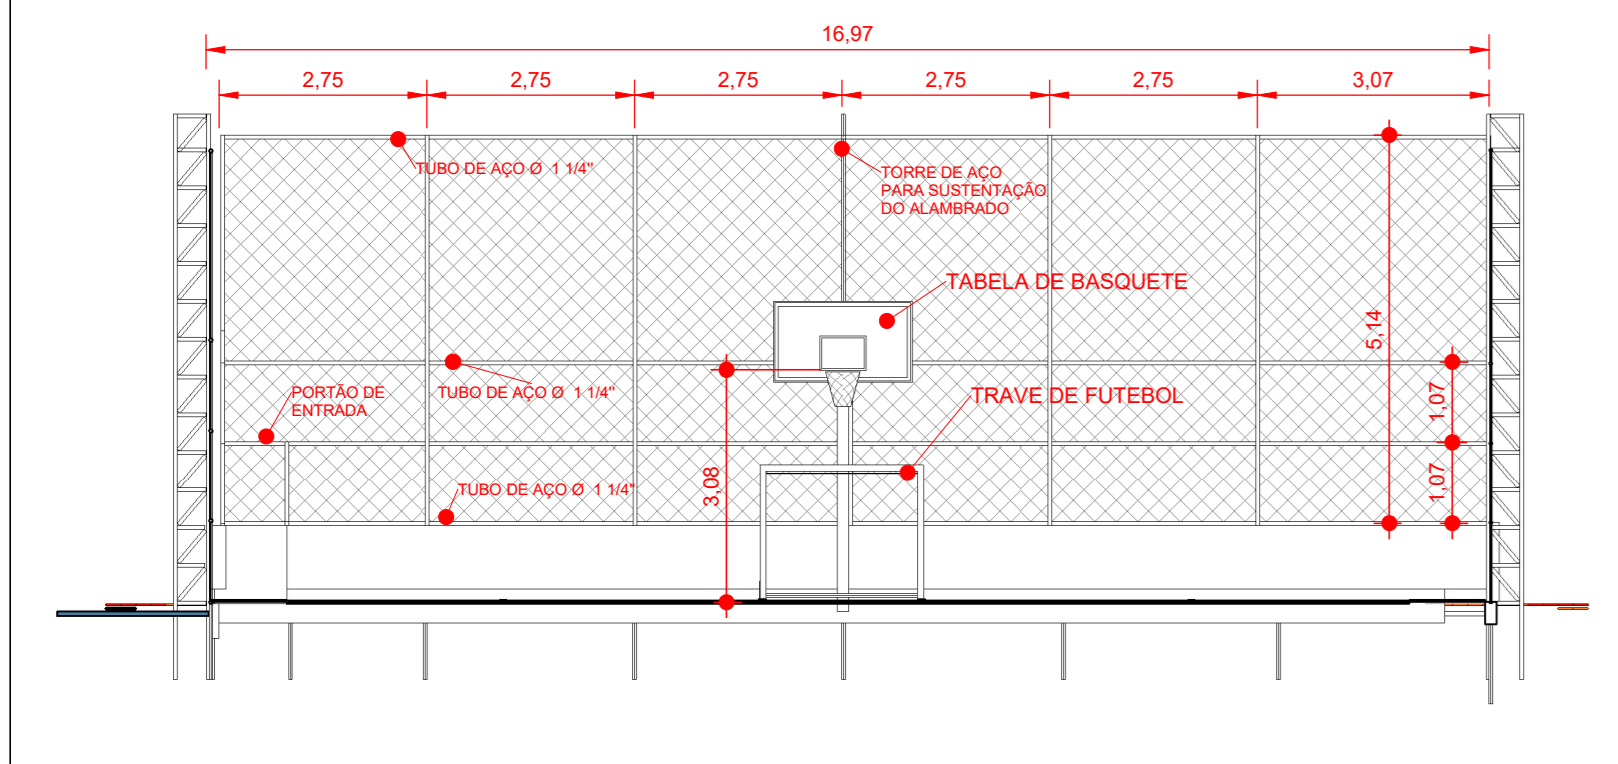 16,97
2,75
2,75
2,75
2,75
2,75
3,07
TUBO DE AÇO Ø 1 1/4"
TORRE DE AÇO
PARA SUSTENTAÇÃO
DO ALAMBRADO
TABELA DE BASQUETE
5,14
PORTÃO DE
ENTRADA
TUBO DE AÇO Ø 1 1/4"
TRAVE DE FUTEBOL
1,07
3,08
TUBO DE AÇO Ø 1 1/4"
1,07